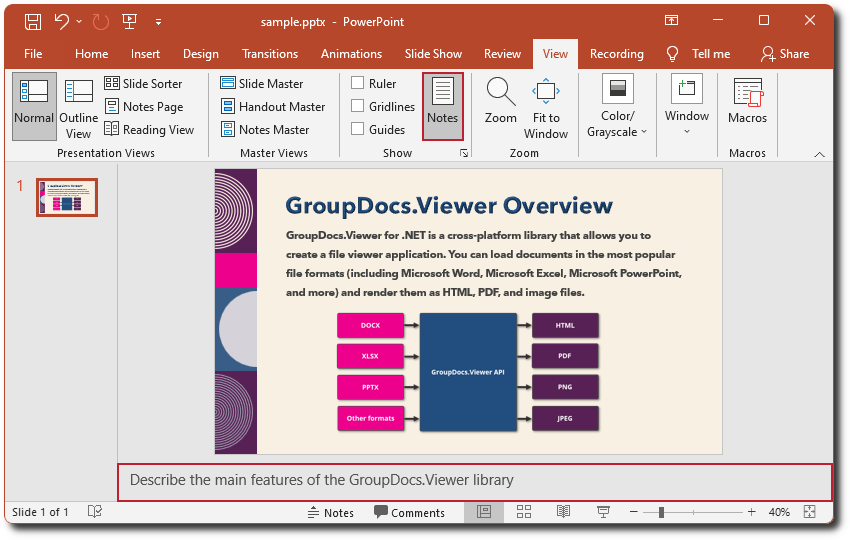 sample.pptx - PowerPoint
File Home Insert Design Transitions Animations Slide Show Review View Recording Tell me Share
Normal
Outline View
Slide Sorter
Notes Page
Reading View
Presentation Views
Slide Master
Handout Master
Notes Master
Master Views
Ruler
Gridlines
Guides
Show
Notes
Zoom
Fit to Window
Zoom
Color/ Grayscale
Window
Macros
Macros
1
GroupDocs.Viewer Overview
GroupDocs.Viewer for .NET is a cross-platform library that allows you to
create a file viewer application. You can load documents in the most popular
file formats (including Microsoft Word, Microsoft Excel, Microsoft PowerPoint,
and more) and render them as HTML, PDF, and image files.
DOCX
XLSX
PPTX
Other formats
GroupDocs.Viewer API
HTML
PDF
PNG
JPEG
Describe the main features of the GroupDocs.Viewer library
Slide 1 of 1 Notes Comments 40%